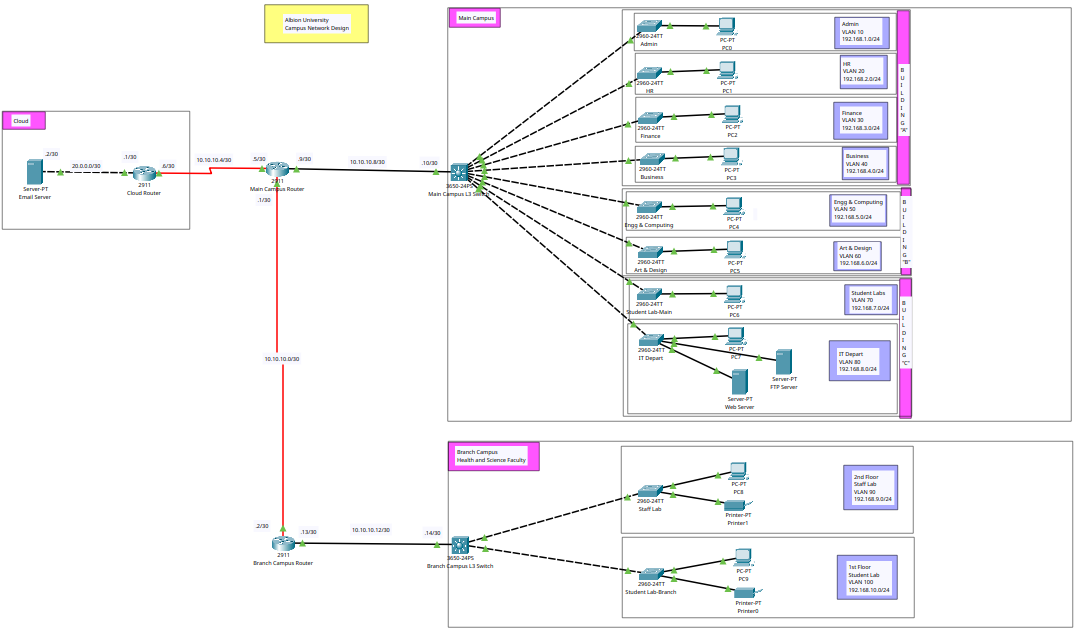 Albion University
Campus Network Design
Cloud
.2/30
20.0.0.0/30
.1/30
.6/30
Server-PT
Email Server
2911
Cloud Router
10.10.10.4/30
.5/30
.9/30
2911
Main Campus Router
.1/30
10.10.10.8/30
.10/30
3650-24PS
Main Campus L3 Switch
10.10.10.0/30
.2/30
.13/30
2911
Branch Campus Router
10.10.10.12/30
.14/30
3650-24PS
Branch Campus L3 Switch
Main Campus
2960-24TT
Admin
PC-PT
PC0
Admin
VLAN 10
192.168.1.0/24
2960-24TT
HR
PC-PT
PC1
HR
VLAN 20
192.168.2.0/24
2960-24TT
Finance
PC-PT
PC2
Finance
VLAN 30
192.168.3.0/24
2960-24TT
Business
PC-PT
PC3
Business
VLAN 40
192.168.4.0/24
BUILDING "A"
2960-24TT
Engg & Computing
PC-PT
PC4
Engg & Computing
VLAN 50
192.168.5.0/24
2960-24TT
Art & Design
PC-PT
PC5
Art & Design
VLAN 60
192.168.6.0/24
BUILDING "B"
2960-24TT
Student Lab-Main
PC-PT
PC6
Student Labs
VLAN 70
192.168.7.0/24
2960-24TT
IT Depart
PC-PT
PC7
Server-PT
FTP Server
Server-PT
Web Server
IT Depart
VLAN 80
192.168.8.0/24
BUILDING "C"
Branch Campus
Health and Science Faculty
2960-24TT
Staff Lab
PC-PT
PC8
Printer-PT
Printer1
2nd Floor
Staff Lab
VLAN 90
192.168.9.0/24
2960-24TT
Student Lab-Branch
PC-PT
PC9
Printer-PT
Printer0
1st Floor
Student Lab
VLAN 100
192.168.10.0/24